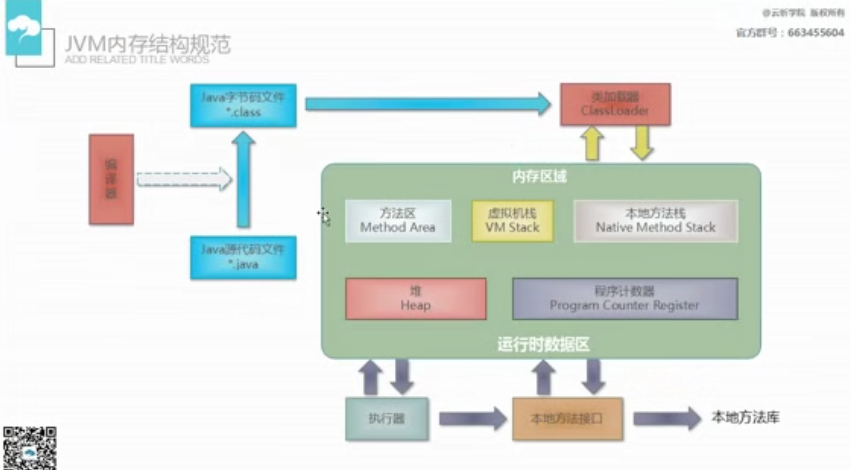 @云析学院 版权所有
官方群号：663455604
JVM内存结构规范
ADD RELATED TITLE WORDS
Java字节码文件
*.class
类加载器
ClassLoader
编译器
内存区域
方法区
Method Area
虚拟机栈
VM Stack
本地方法栈
Native Method Stack
Java源代码文件
*.java
堆
Heap
程序计数器
Program Counter Register
运行时数据区
执行器
本地方法接口
本地方法库